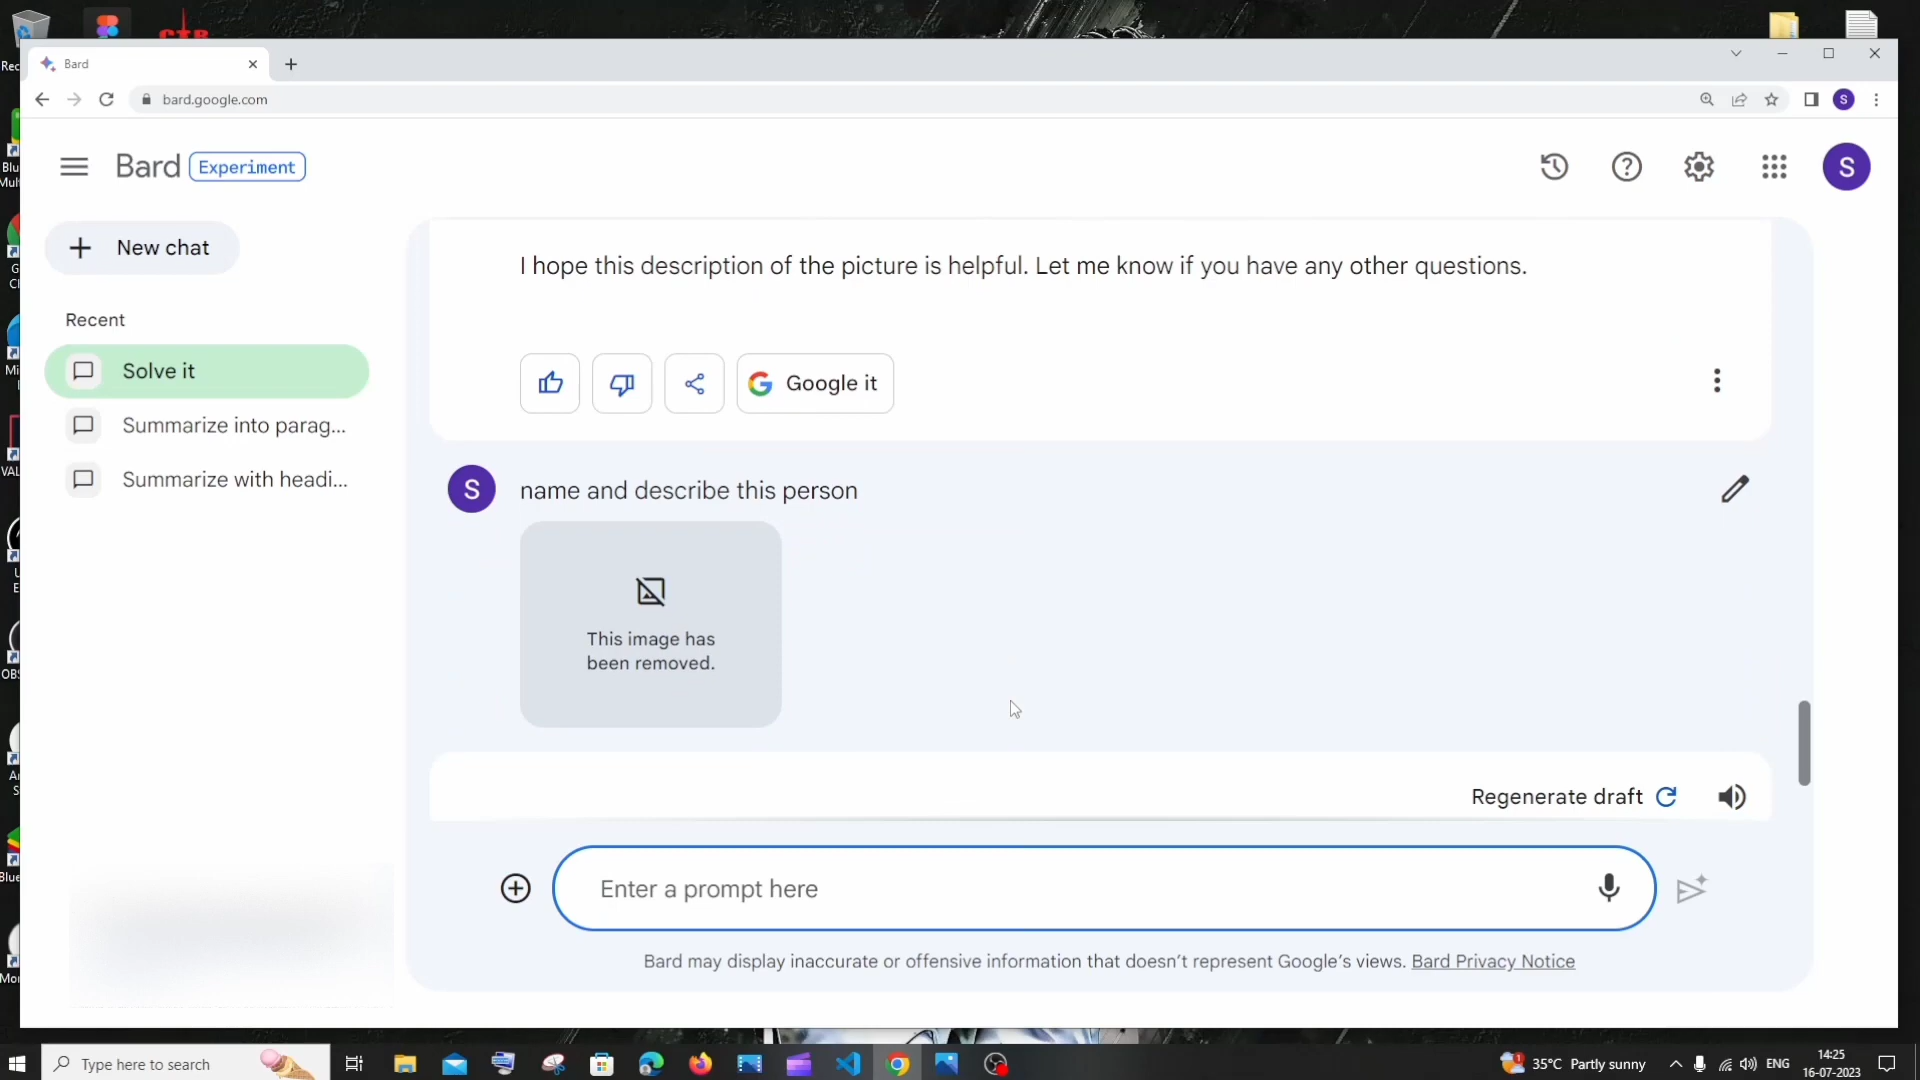 Bard
bard.google.com
S
Bard Experiment
S
New chat
Recent
Solve it
Summarize into parag...
Summarize with headi...
I hope this description of the picture is helpful. Let me know if you have any other questions.
Google it
S name and describe this person
This image has
been removed.
Regenerate draft
Enter a prompt here
Bard may display inaccurate or offensive information that doesn't represent Google's views. Bard Privacy Notice
Type here to search
35°C Partly sunny
ENG
14:25
16-07-2023